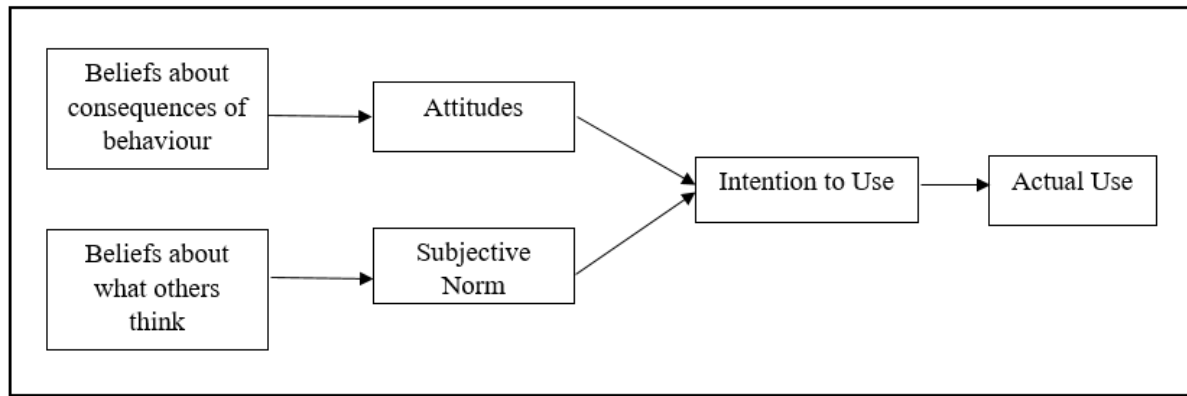 Beliefs about
consequences of
behaviour
Attitudes
Intention to Use
Actual Use
Beliefs about
what others
think
Subjective
Norm